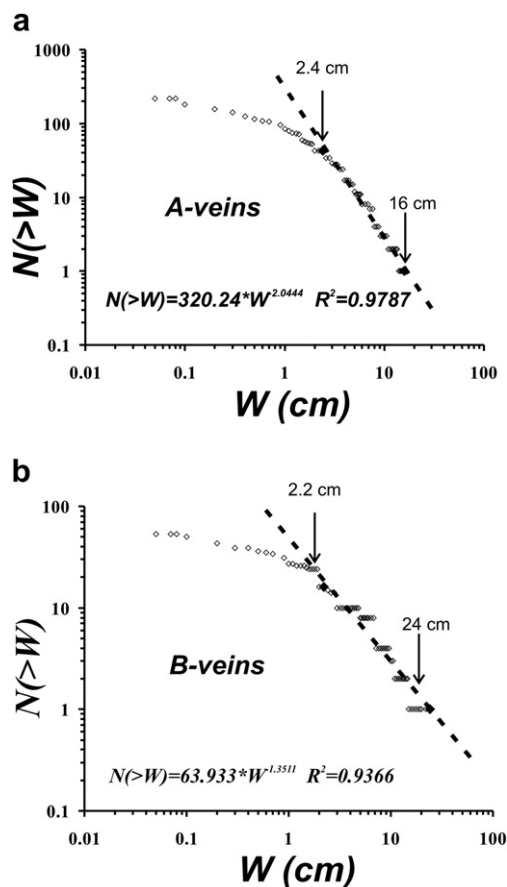 a
1000
2.4 cm
100
N(>W)
10
A-veins
16 cm
1
N(>W)=320.24*W^-2.0444 R²=0.9787
0.1
0.01 0.1 1 10 100
W (cm)
b
100
2.2 cm
N(>W)
10
24 cm
B-veins
1
N(>W)=63.933*W^-1.3511 R²=0.9366
0.1
0.01 0.1 1 10 100
W (cm)